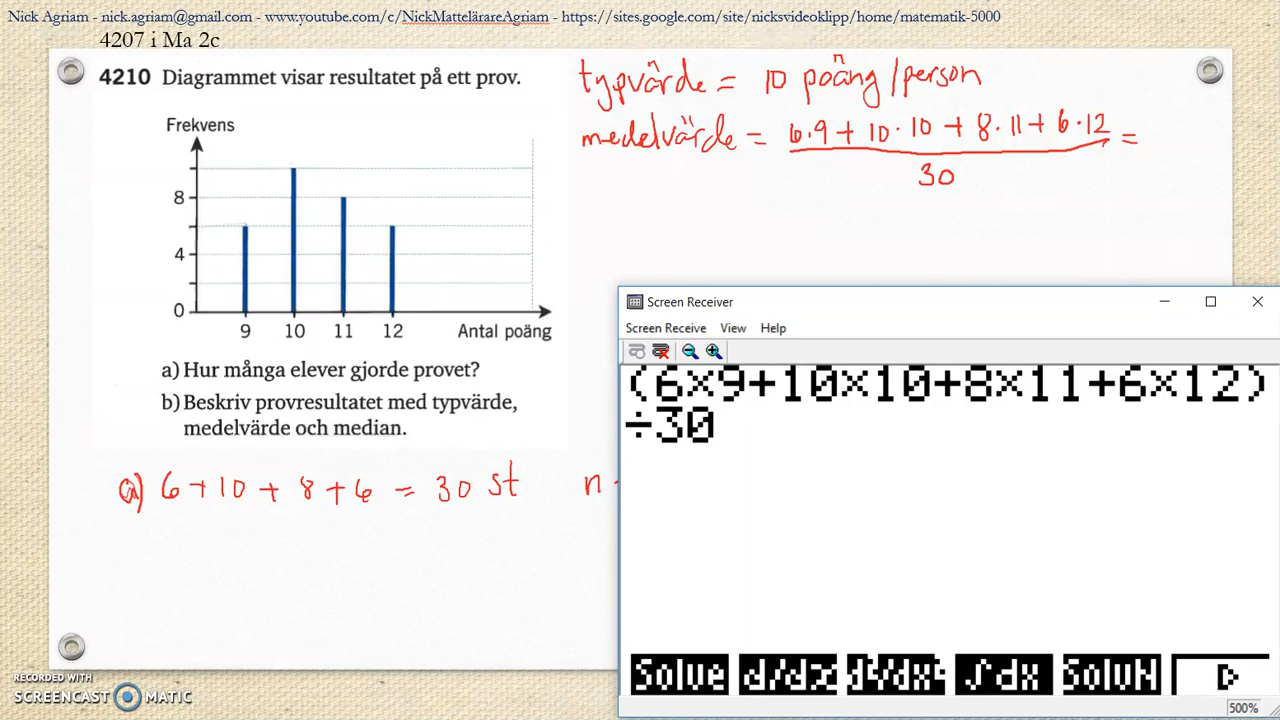 Nick Agriam - nick.agriam@gmail.com - www.youtube.com/c/NickMattelärareAgriam - https://sites.google.com/site/nicksvideoklipp/home/matematik-5000
4207 i Ma 2c
4210 Diagrammet visar resultatet på ett prov.
Frekvens
8
4
0
9 10 11 12 Antal poäng
a) Hur många elever gjorde provet?
b) Beskriv provresultatet med typvärde,
medelvärde och median.
a) 6+10+8+6 = 30 st
n
typvärde = 10 poäng/person
medelvärde = 6·9+10·10+8·11+6·12 =
30
Screen Receiver
Screen Receive View Help
(6×9+10×10+8×11+6×12)
÷30
Solve d/dx d²/dx² ∫dx SolvN ▷
500%
RECORDED WITH
SCREENCAST MATIC